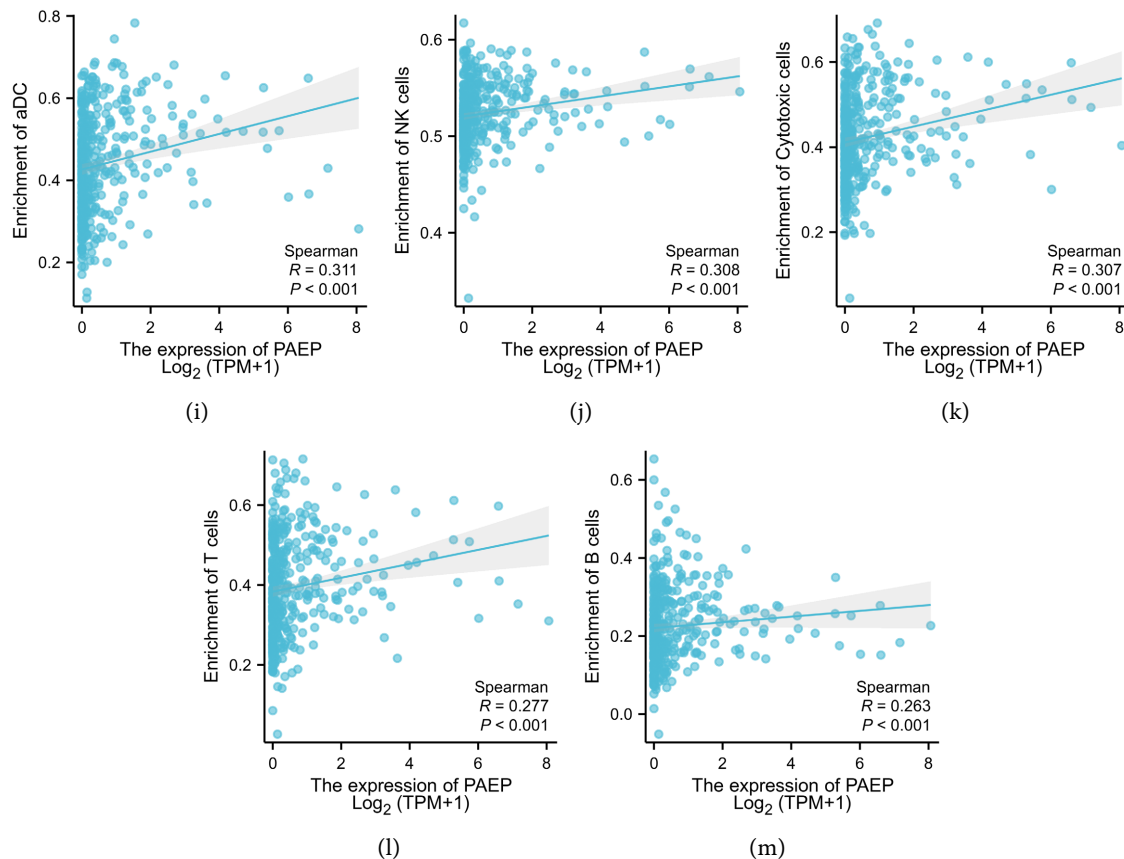 Enrichment of aDC
0.8
0.6
0.4
0.2
Spearman
R = 0.311
P < 0.001
0 2 4 6 8
The expression of PAEP
Log2 (TPM+1)
(i)
Enrichment of NK cells
0.6
0.5
0.4
Spearman
R = 0.308
P < 0.001
0 2 4 6 8
The expression of PAEP
Log2 (TPM+1)
(j)
Enrichment of Cytotoxic cells
0.6
0.4
0.2
Spearman
R = 0.307
P < 0.001
0 2 4 6 8
The expression of PAEP
Log2 (TPM+1)
(k)
Enrichment of T cells
0.6
0.4
0.2
Spearman
R = 0.277
P < 0.001
0 2 4 6 8
The expression of PAEP
Log2 (TPM+1)
(l)
Enrichment of B cells
0.6
0.4
0.2
0.0
Spearman
R = 0.263
P < 0.001
0 2 4 6 8
The expression of PAEP
Log2 (TPM+1)
(m)